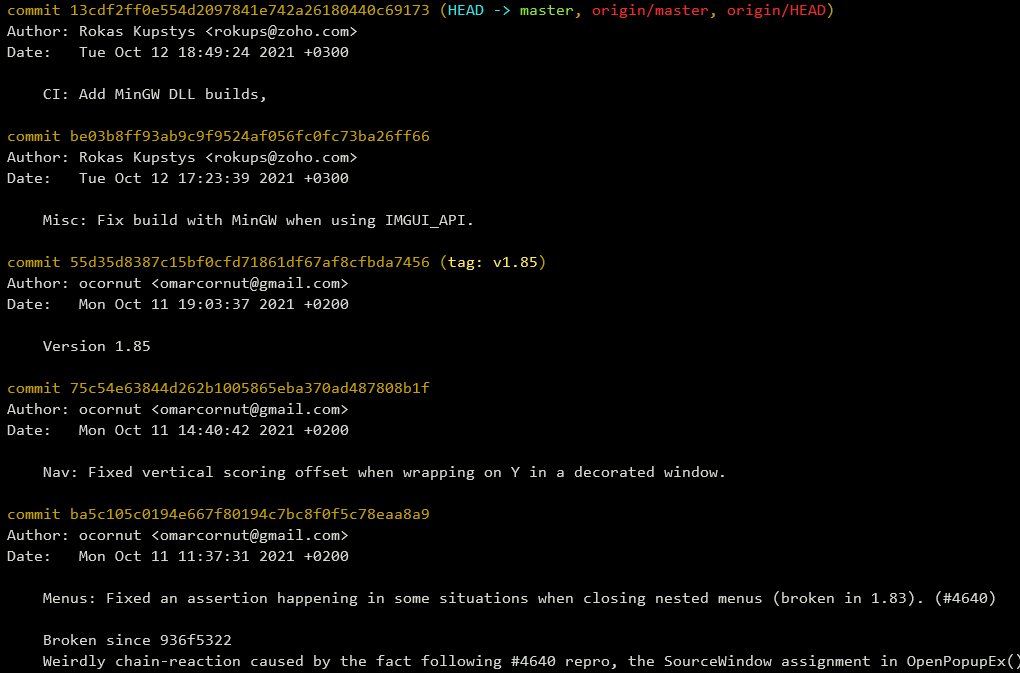 commit 13cdf2ff0e554d2097841e742a26180440c69173 (HEAD -> master, origin/master, origin/HEAD)
Author: Rokas Kupstys <rokups@zoho.com>
Date:   Tue Oct 12 18:49:24 2021 +0300
CI: Add MinGW DLL builds,
commit be03b8ff93ab9c9f9524af056fc0fc73ba26ff66
Author: Rokas Kupstys <rokups@zoho.com>
Date:   Tue Oct 12 17:23:39 2021 +0300
Misc: Fix build with MinGW when using IMGUI_API.
commit 55d35d8387c15bf0cfd71861df67af8cfbda7456 (tag: v1.85)
Author: ocornut <omarcornut@gmail.com>
Date:   Mon Oct 11 19:03:37 2021 +0200
Version 1.85
commit 75c54e63844d262b1005865eba370ad487808b1f
Author: ocornut <omarcornut@gmail.com>
Date:   Mon Oct 11 14:40:42 2021 +0200
Nav: Fixed vertical scoring offset when wrapping on Y in a decorated window.
commit ba5c105c0194e667f80194c7bc8f0f5c78eaa8a9
Author: ocornut <omarcornut@gmail.com>
Date:   Mon Oct 11 11:37:31 2021 +0200
Menus: Fixed an assertion happening in some situations when closing nested menus (broken in 1.83). (#4640)
Broken since 936f5322
Weirdly chain-reaction caused by the fact following #4640 repro, the SourceWindow assignment in OpenPopupEx()